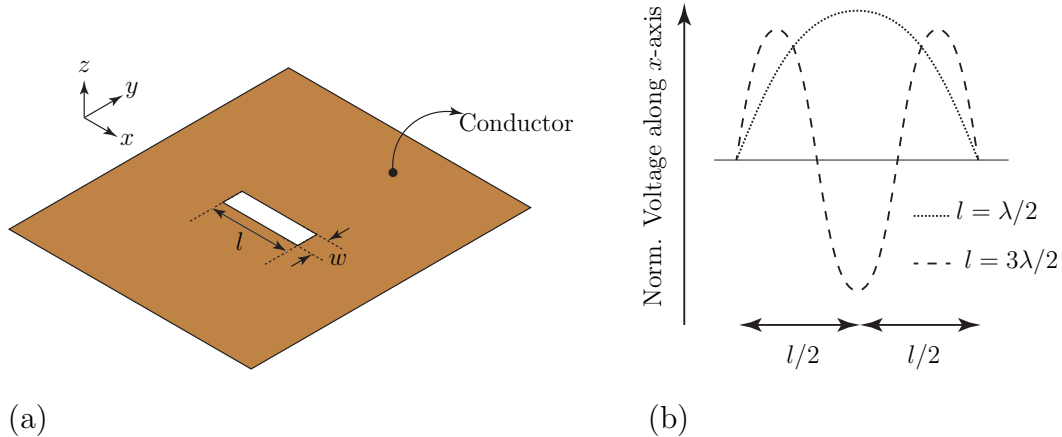 z
y
x
Conductor
l
w
(a)
Norm. Voltage along x-axis
l = λ/2
l = 3λ/2
l/2 l/2
(b)